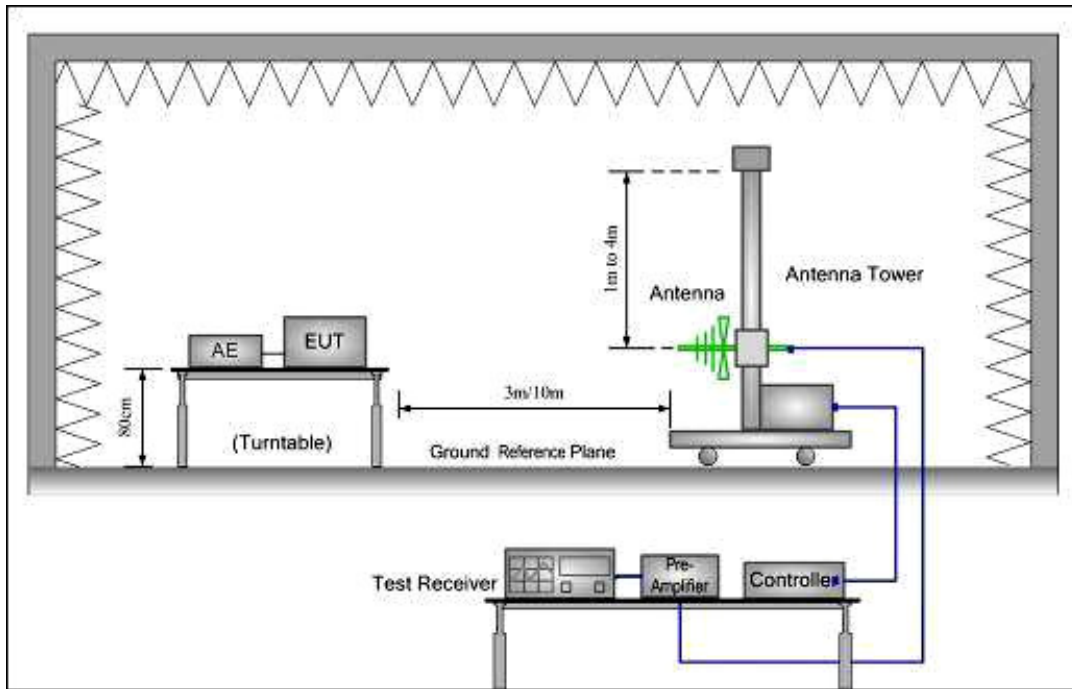 1m to 4m
Antenna Tower
Antenna
AE
EUT
3m/10m
80cm
(Turntable)
Ground Reference Plane
Test Receiver
Pre-
Amplifier
Controlle